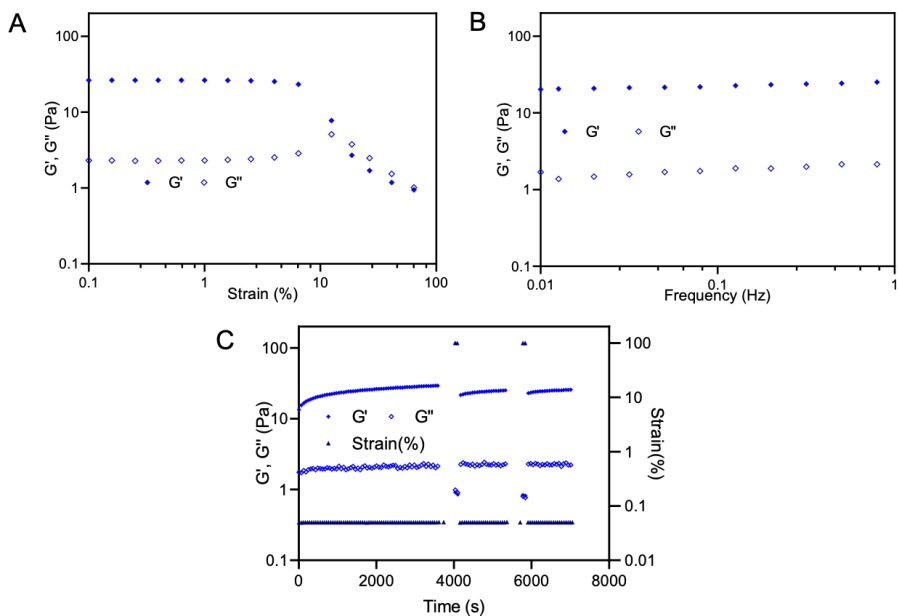 A
100
10
1
0.1
G', G" (Pa)
G' G"
0.1 1 10 100
Strain (%)
B
100
10
1
0.1
G', G" (Pa)
G' G"
0.01 0.1 1
Frequency (Hz)
C
100
10
1
0.1
G', G" (Pa)
G' G"
Strain(%)
100
10
1
0.1
0.01
Strain(%)
0 2000 4000 6000 8000
Time (s)